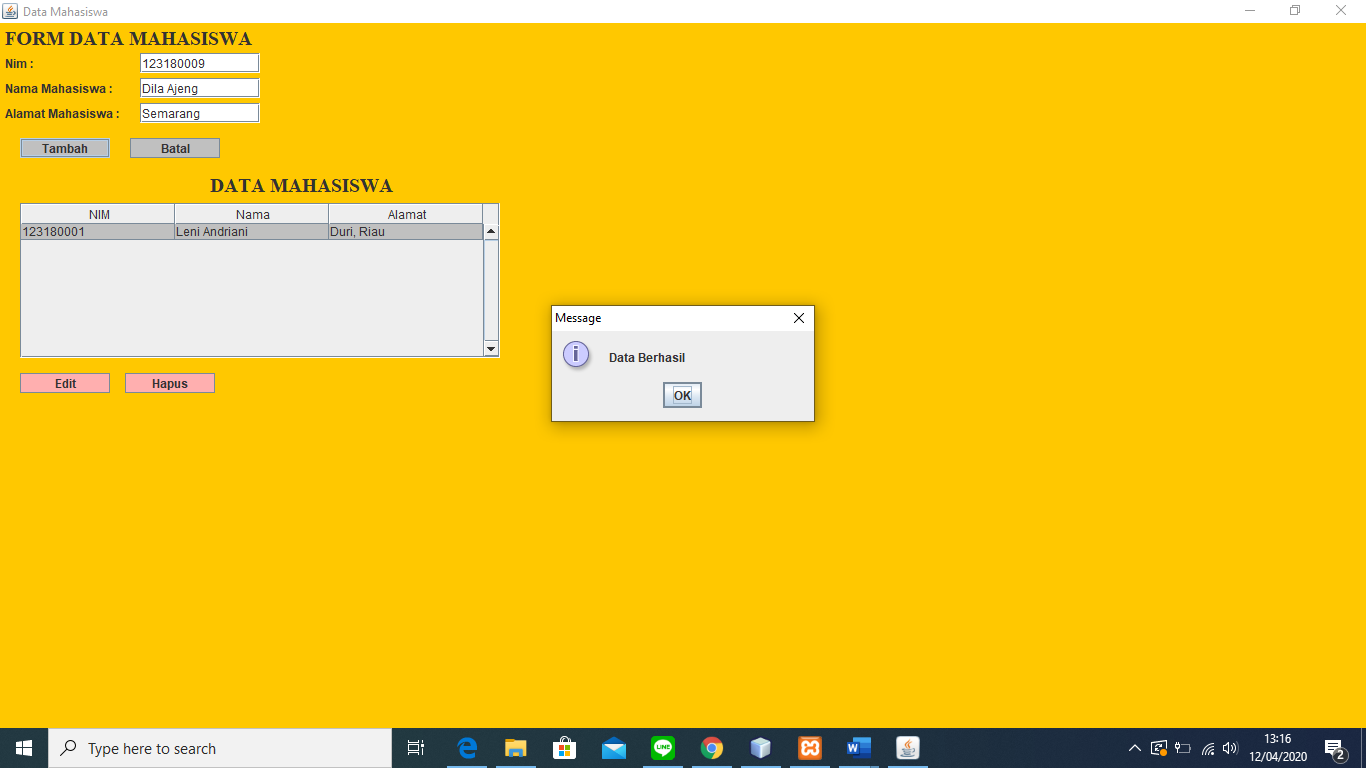 Data Mahasiswa
FORM DATA MAHASISWA
Nim : 123180009
Nama Mahasiswa : Dila Ajeng
Alamat Mahasiswa : Semarang
Tambah Batal
DATA MAHASISWA
NIM Nama Alamat
123180001 Leni Andriani Duri, Riau
Edit Hapus
Message
Data Berhasil
OK
Type here to search
LINE
W
13:16
12/04/2020
2